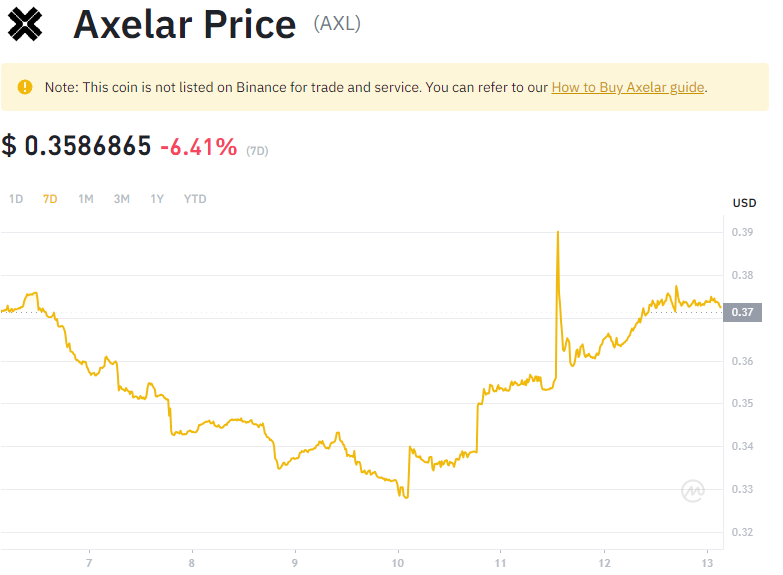 Axelar Price (AXL)
Note: This coin is not listed on Binance for trade and service. You can refer to our How to Buy Axelar guide.
$ 0.3586865 -6.41% (7D)
1D 7D 1M 3M 1Y YTD
USD
0.39
0.38
0.37
0.36
0.35
0.34
0.33
0.32
7 8 9 10 11 12 13